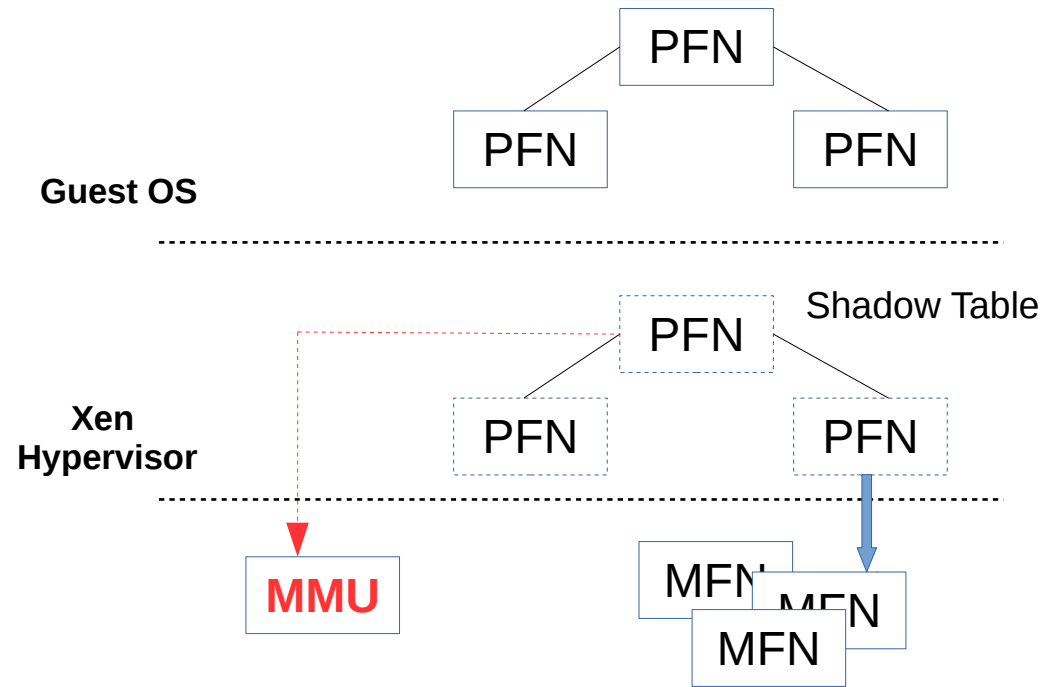 PFN
PFN PFN
Guest OS
Shadow Table
PFN
PFN PFN
Xen
Hypervisor
MMU
MFN
MFN
MFN